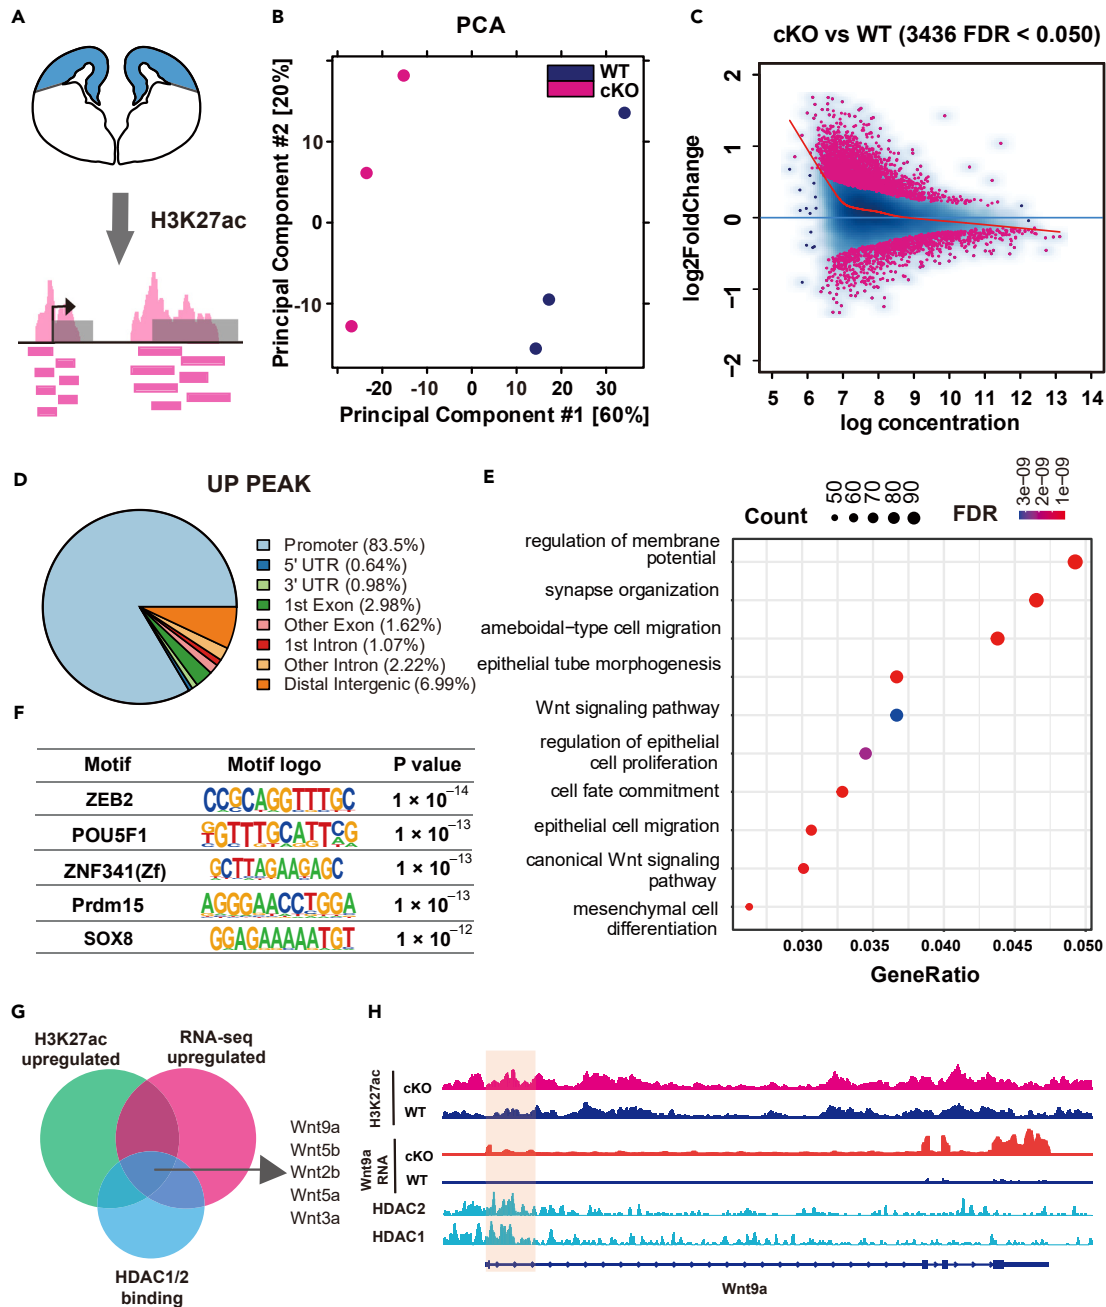 A
H3K27ac
B
PCA
WT
cKO
Principal Component #2 [20%]
10
0
-10
-20
-10
0
10
20
30
Principal Component #1 [60%]
C
cKO vs WT (3436 FDR < 0.050)
log2FoldChange
2
1
0
−1
−2
5
6
7
8
9
10
11
12
13
14
log concentration
D
UP PEAK
Promoter (83.5%)
5' UTR (0.64%)
3' UTR (0.98%)
1st Exon (2.98%)
Other Exon (1.62%)
1st Intron (1.07%)
Other Intron (2.22%)
Distal Intergenic (6.99%)
E
Count
50
60
70
80
90
FDR
3e−09
2e−09
1e−09
regulation of membrane
potential
synapse organization
ameboidal−type cell migration
epithelial tube morphogenesis
Wnt signaling pathway
regulation of epithelial
cell proliferation
cell fate commitment
epithelial cell migration
canonical Wnt signaling
pathway
mesenchymal cell
differentiation
0.030
0.035
0.040
0.045
0.050
GeneRatio
F
Motif Motif logo P value
ZEB2 CCGCAGGTTTGC 1 × 10−14
POU5F1 GTTTGCATT G 1 × 10−13
ZNF341(Zf) GCTTAGAAGAGC 1 × 10−13
Prdm15 AGGGAACCTGGA 1 × 10−13
SOX8 GGAGAAAAATGT 1 × 10−12
G
H3K27ac
upregulated
RNA-seq
upregulated
HDAC1/2
binding
Wnt9a
Wnt5b
Wnt2b
Wnt5a
Wnt3a
H
H3K27ac
cKO
WT
Wnt9a
RNA
cKO
WT
HDAC2
HDAC1
Wnt9a